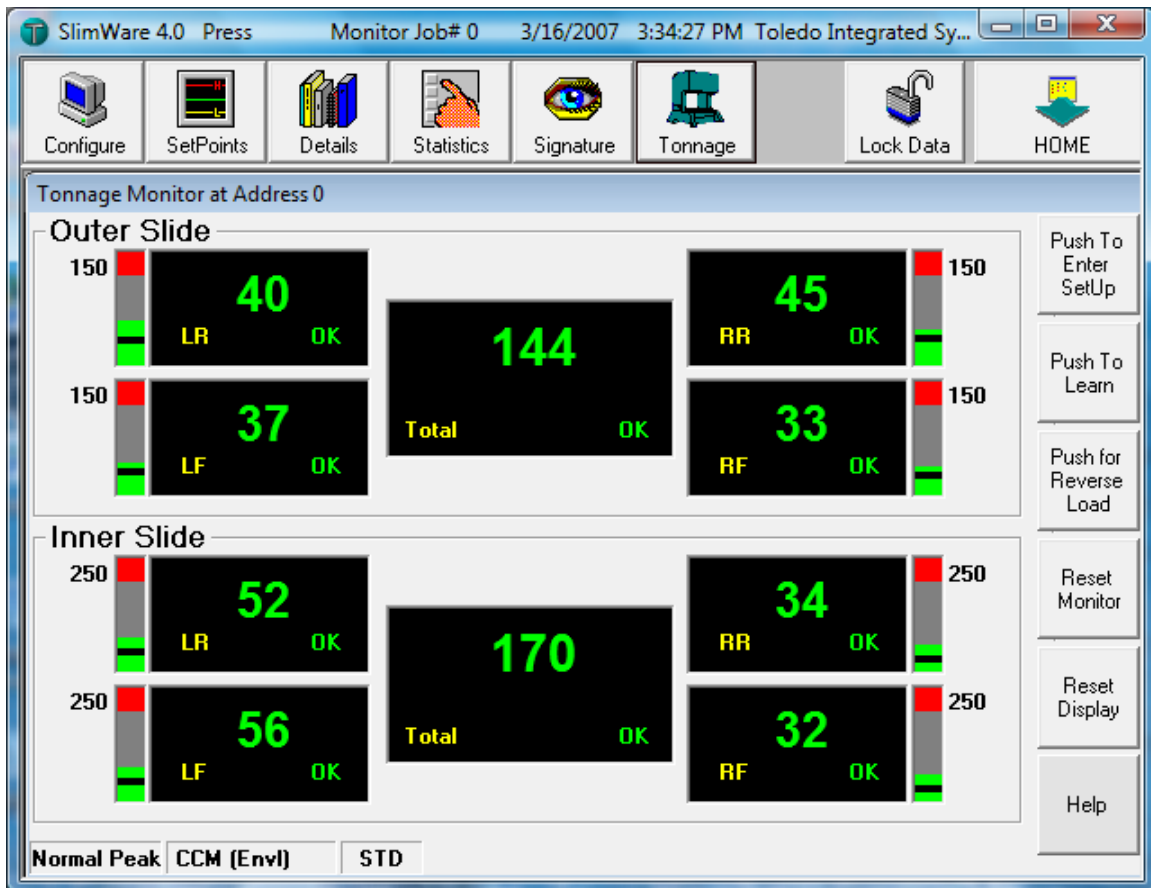 SlimWare 4.0 Press Monitor Job# 0 3/16/2007 3:34:27 PM Toledo Integrated Sy...
Configure SetPoints Details Statistics Signature Tonnage Lock Data HOME
Tonnage Monitor at Address 0
Outer Slide
150
40
LR OK
150
37
LF OK
144
Total OK
45
RR OK
150
33
RF OK
150
Inner Slide
250
52
LR OK
250
56
LF OK
170
Total OK
34
RR OK
250
32
RF OK
250
Push To
Enter
SetUp
Push To
Learn
Push for
Reverse
Load
Reset
Monitor
Reset
Display
Help
Normal Peak CCM (Envl) STD